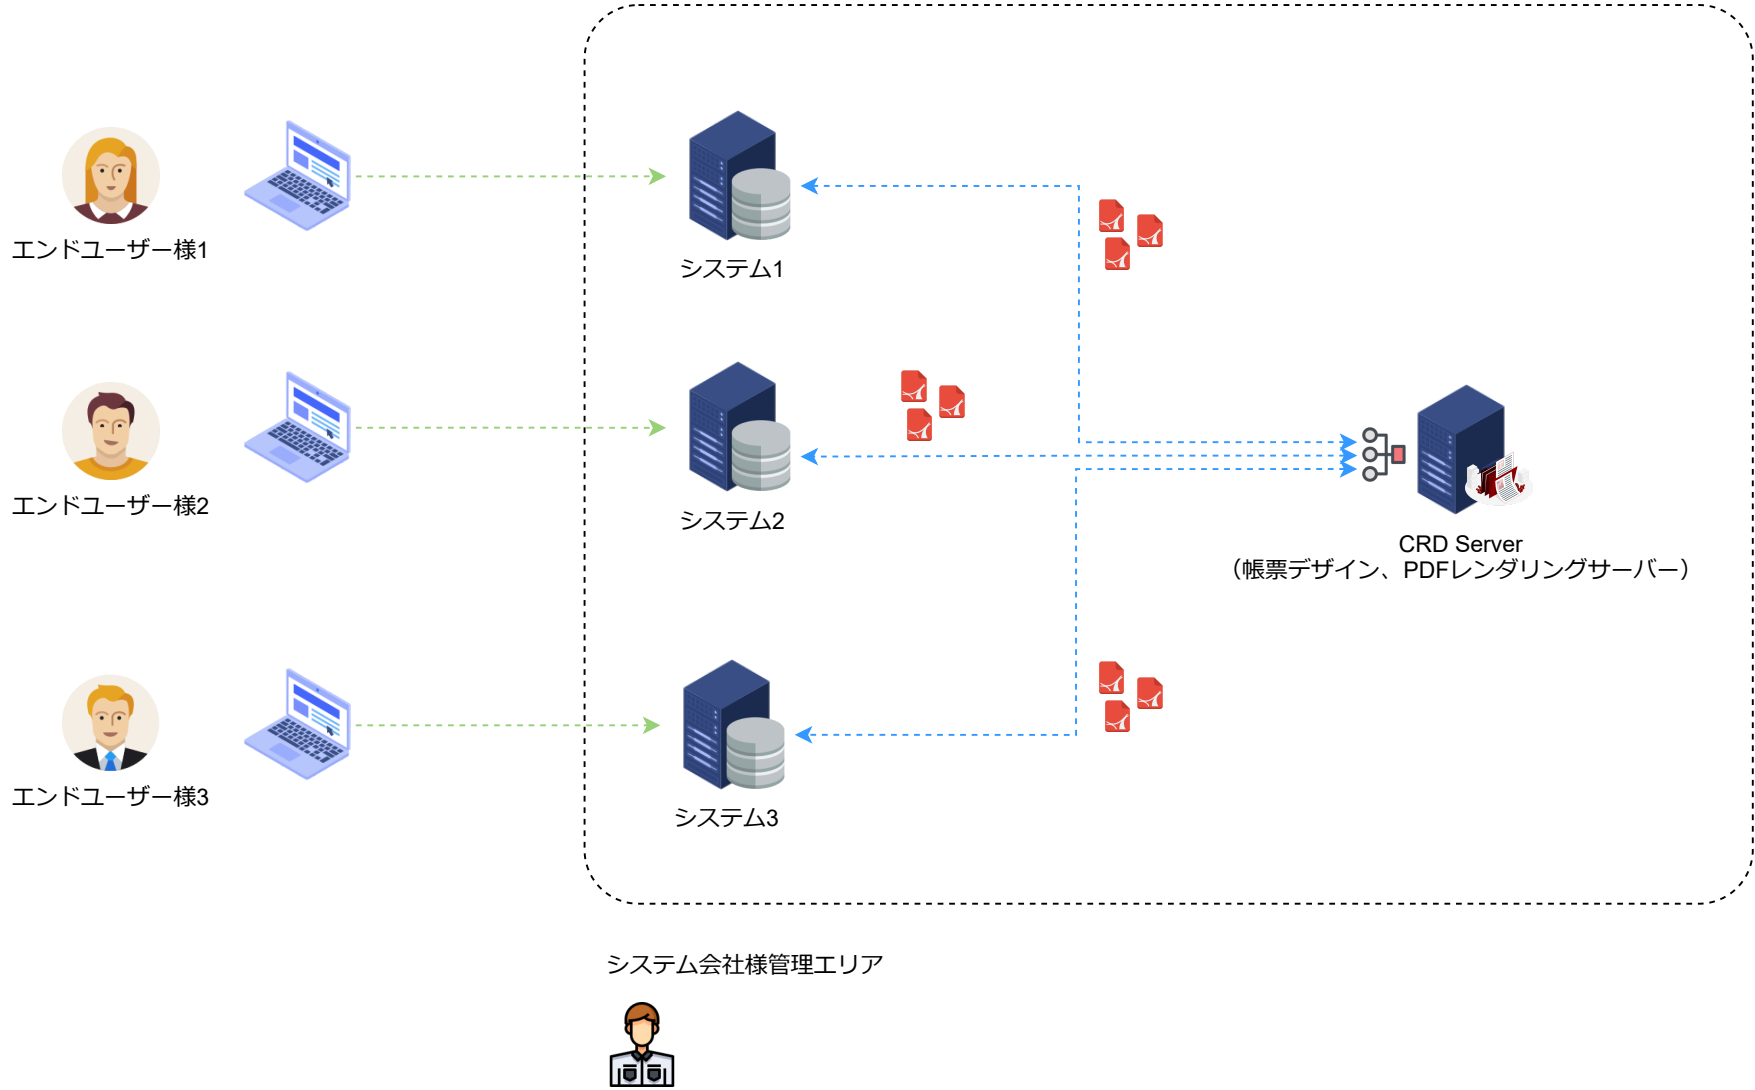 エンドユーザー様1
システム1
エンドユーザー様2
システム2
CRD Server
（帳票デザイン、PDFレンダリングサーバー）
エンドユーザー様3
システム3
システム会社様管理エリア